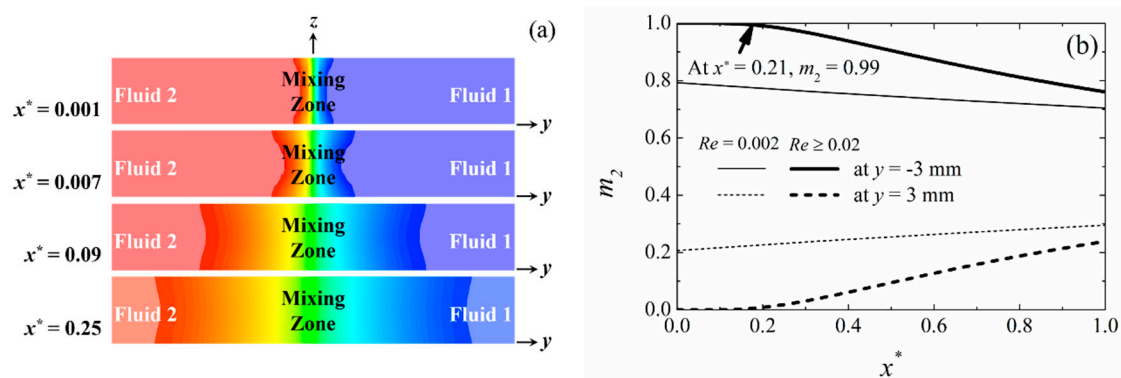 z
(a)
Fluid 2
Mixing
Zone
Fluid 1
x* = 0.001
y
Fluid 2
Mixing
Zone
Fluid 1
x* = 0.007
y
Fluid 2
Mixing
Zone
Fluid 1
x* = 0.09
y
Fluid 2
Mixing
Zone
Fluid 1
x* = 0.25
y
(b)
1.0
0.8
0.6
0.4
0.2
0.0
m2
At x* = 0.21, m2 = 0.99
Re = 0.002 Re ≥ 0.02
at y = -3 mm
at y = 3 mm
0.0 0.2 0.4 0.6 0.8 1.0
x*